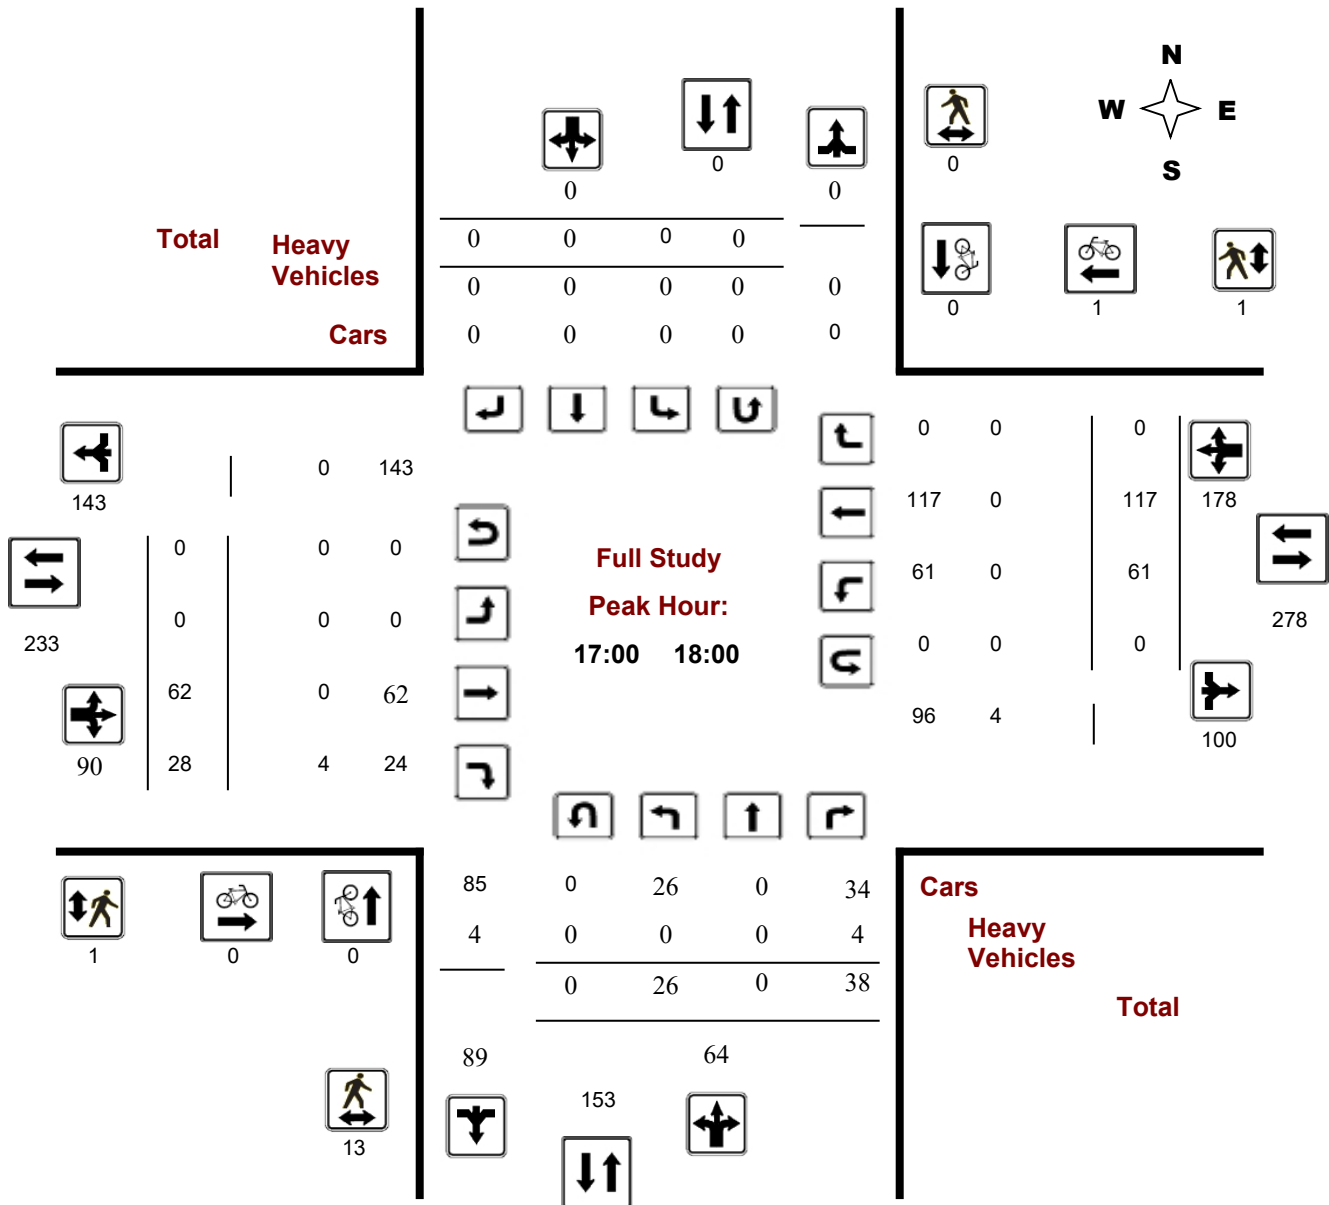 N
W E
S
0
0
0 0
0
Total
Heavy
Vehicles
Cars
0 0 0 0
0 0 0 0 0
0 0 0 0 0
0 1 1
143
0 143
0 0
117 0
61 0
0 0
96 4
0
117
61
0
178
278
100
233
0 0 0
0 0 0
62 0 62
28 4 24
90
Full Study
Peak Hour:
17:00 18:00
1 0 0
13
85 0 26 0 34
4 0 0 0 4
0 26 0 38
89 64
153
Cars
Heavy
Vehicles
Total